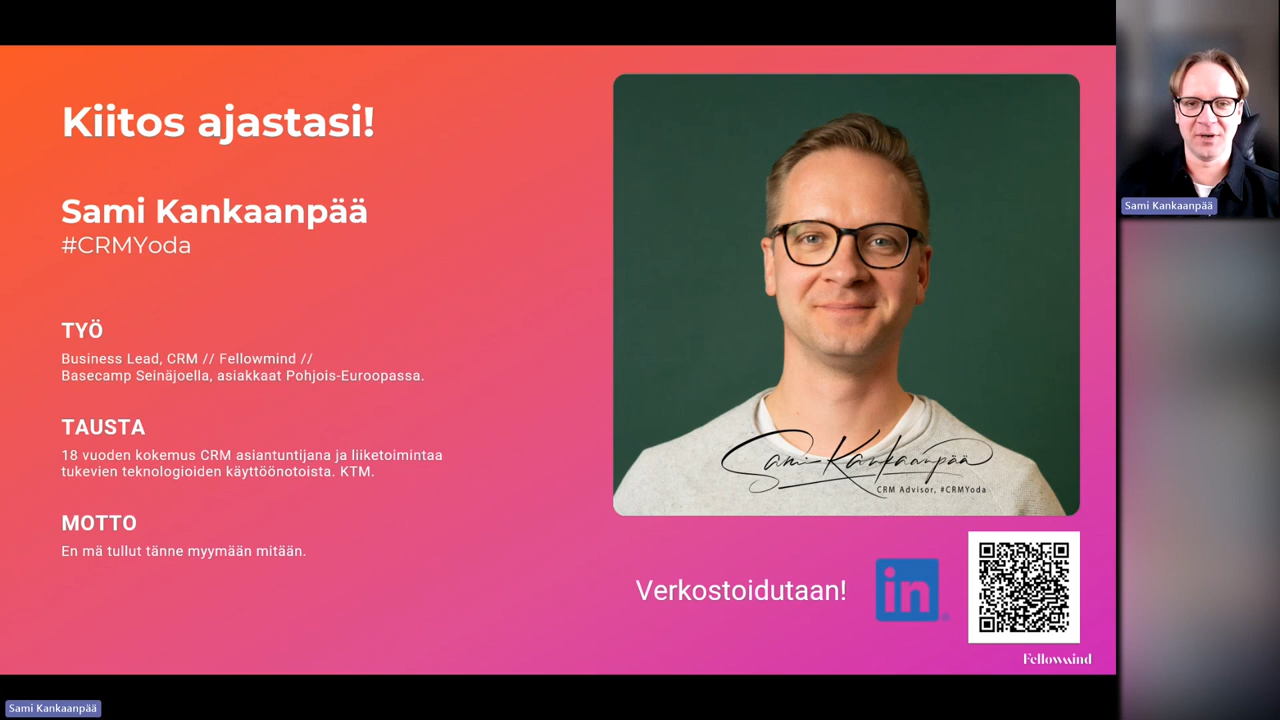 Kiitos ajastasi!
Sami Kankaanpää
#CRMYoda
TYÖ
Business Lead, CRM // Fellowmind //
Basecamp Seinäjoella, asiakkaat Pohjois-Euroopassa.
TAUSTA
18 vuoden kokemus CRM asiantuntijana ja liiketoimintaa
tukevien teknologioiden käyttöönotoista. KTM.
MOTTO
En mä tullut tänne myymään mitään.
Sami Kankaanpää
CRM Advisor, #CRMYoda
Verkostoidutaan!
in
Fellowmind
Sami Kankaanpää
Sami Kankaanpää